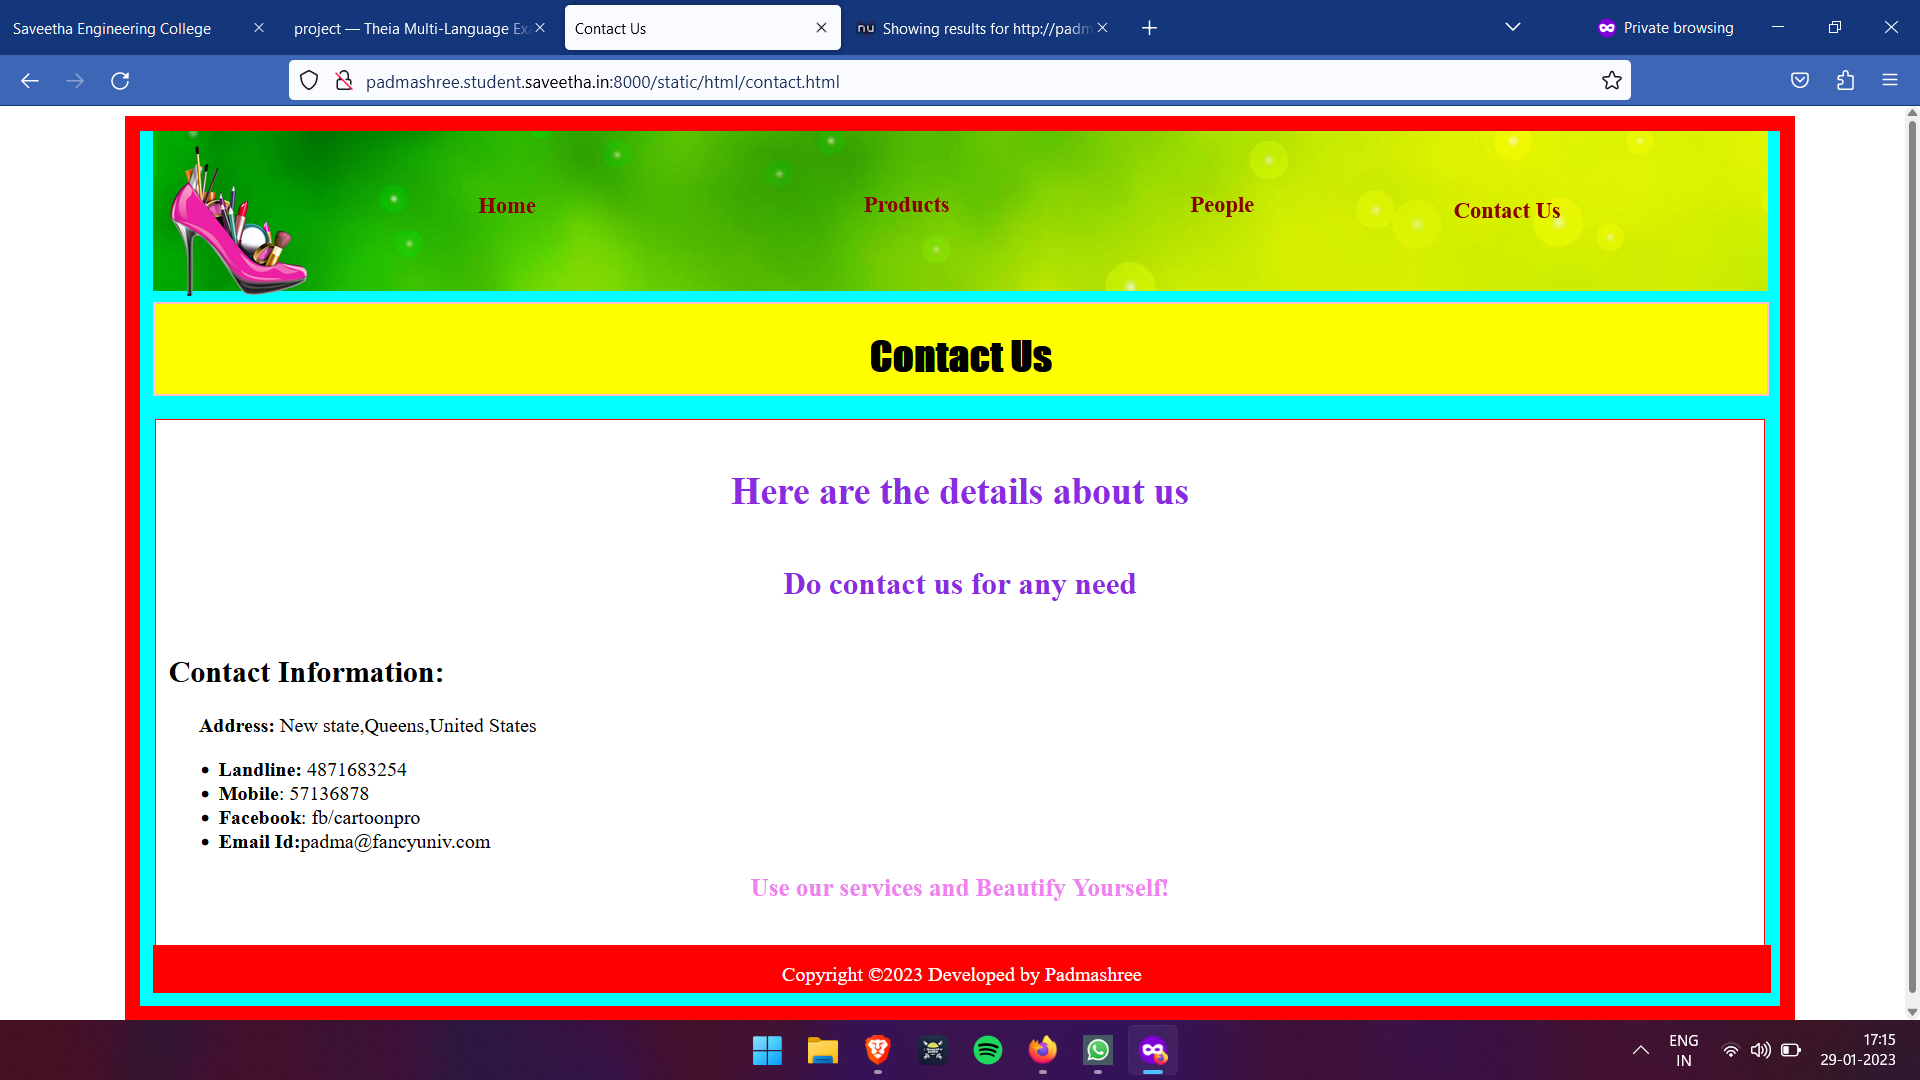 Saveetha Engineering College
project — Theia Multi-Language Exa
Contact Us
nu Showing results for http://padm
Private browsing
padmashree.student.saveetha.in:8000/static/html/contact.html
Home Products People Contact Us
Contact Us
Here are the details about us
Do contact us for any need
Contact Information:
Address: New state,Queens,United States
Landline: 4871683254
Mobile: 57136878
Facebook: fb/cartoonpro
Email Id:padma@fancyuniv.com
Use our services and Beautify Yourself!
Copyright ©2023 Developed by Padmashree
ENG
IN
17:15
29-01-2023